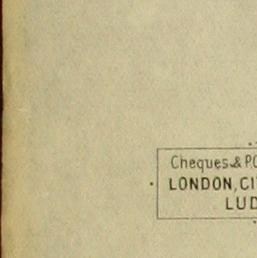 Cheques & P.O
LONDON, CI
LUD